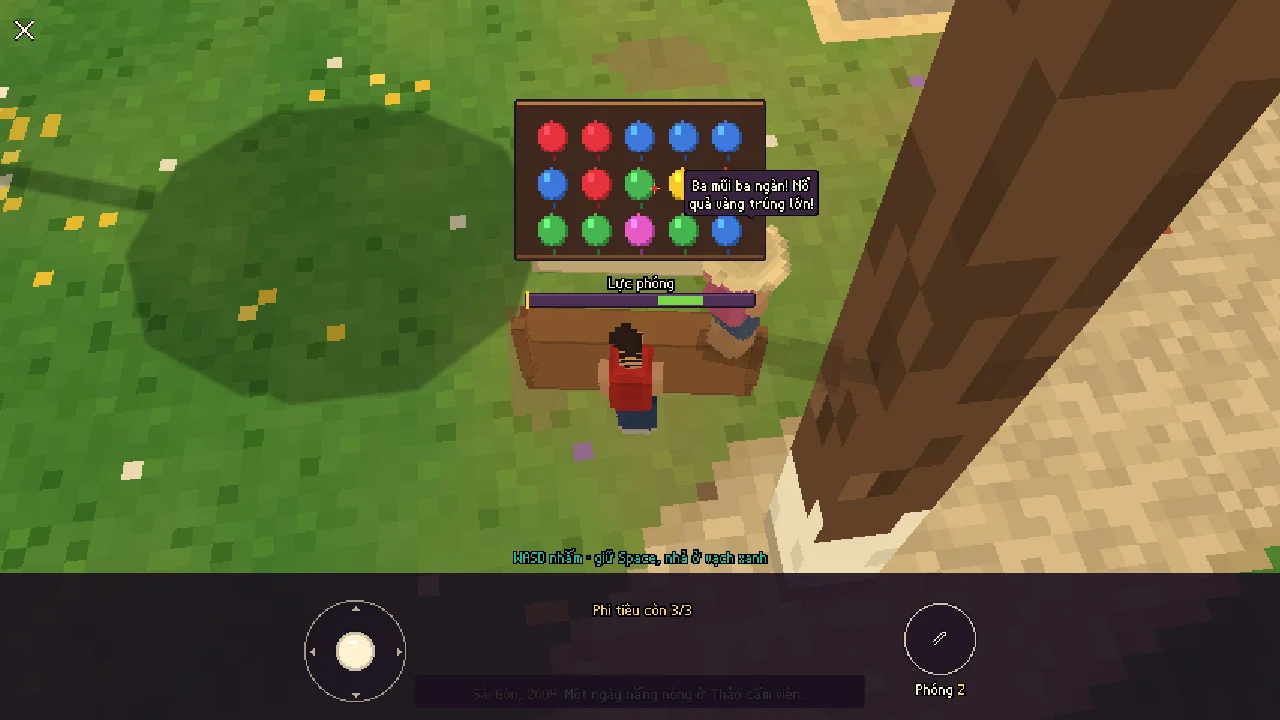 Ba mũi ba ngàn! Nổ
quả vàng trúng lớn!
Lực phóng
WASD nhắm · giữ Space, nhả ở vạch xanh
Phi tiêu còn 3/3
Phóng Z
Sài Gòn, 2004. Một ngày nắng nóng ở Thảo cầm viên...